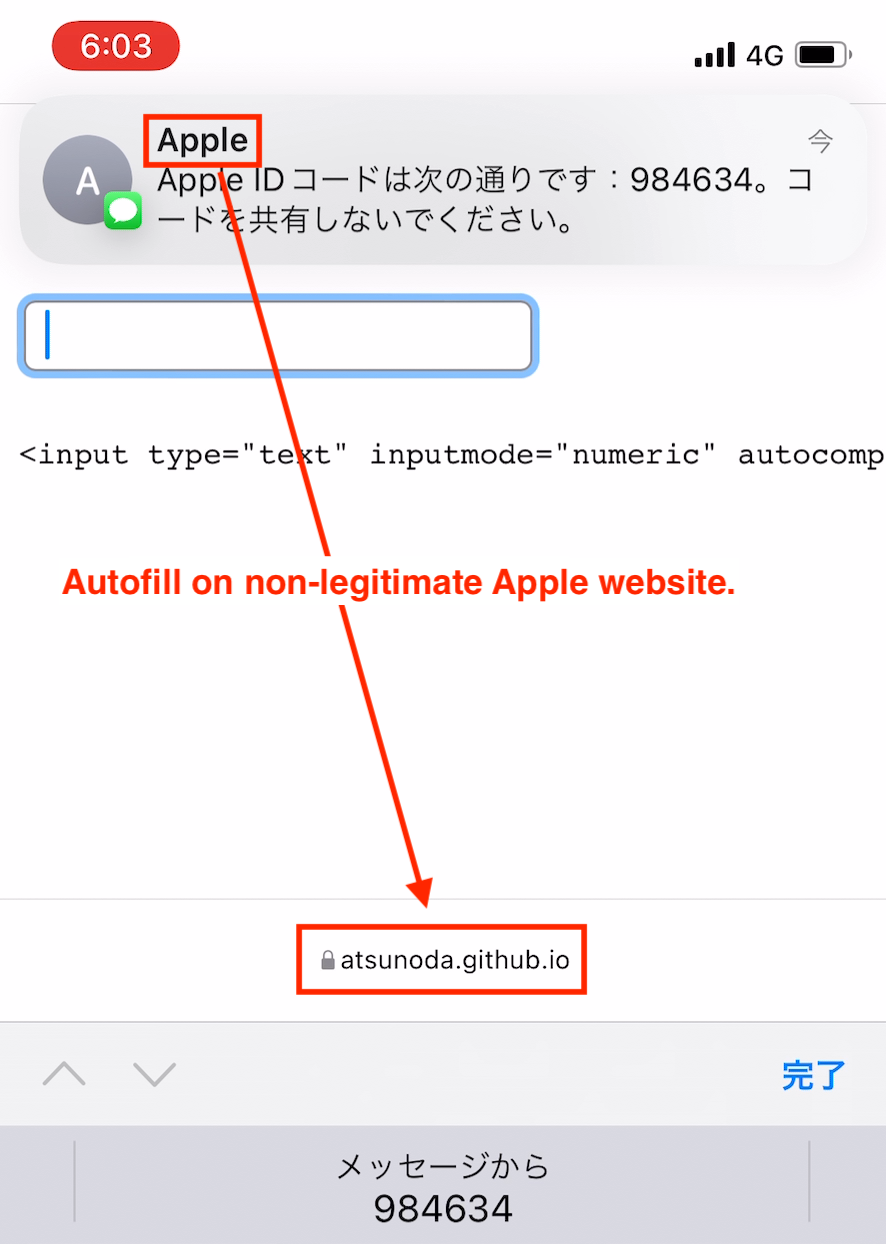 6:03
4G
Apple
今
A
Apple IDコードは次の通りです：984634。コ
ードを共有しないでください。
<input type="text" inputmode="numeric" autocomp
Autofill on non-legitimate Apple website.
atsunoda.github.io
完了
メッセージから
984634